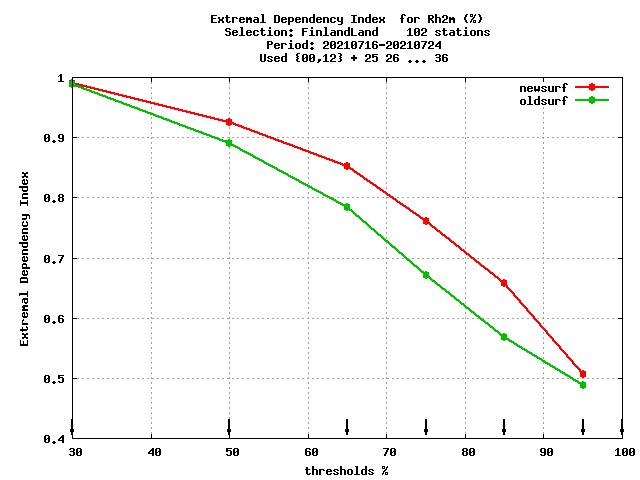 Extremal Dependency Index  for Rh2m (%)
Selection: FinlandLand    102 stations
Period: 20210716-20210724
Used {00,12} + 25 26 ... 36
newsurf
oldsurf
Extremal Dependency Index
1
0.9
0.8
0.7
0.6
0.5
0.4
30 40 50 60 70 80 90 100
thresholds %